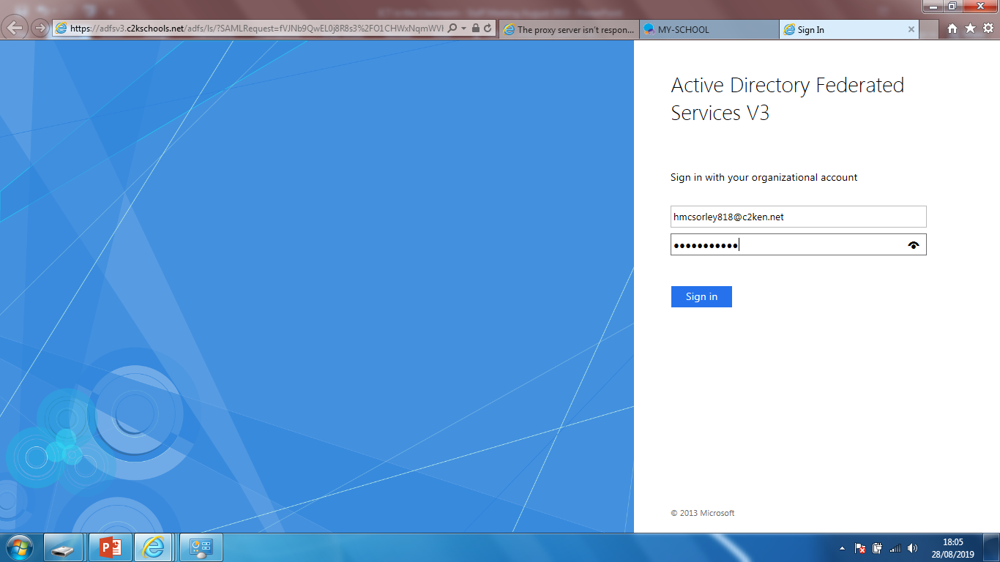 https://adfsv3.c2kschools.net/adfs/ls/?SAMLRequest=fVJNb9QwEL0j8R8s3%2FO1CHWxNqmWVI
The proxy server isn't respon...
MY-SCHOOL
Sign In
Active Directory Federated
Services V3
Sign in with your organizational account
hmcsorley818@c2ken.net
Sign in
© 2013 Microsoft
18:05
28/08/2019